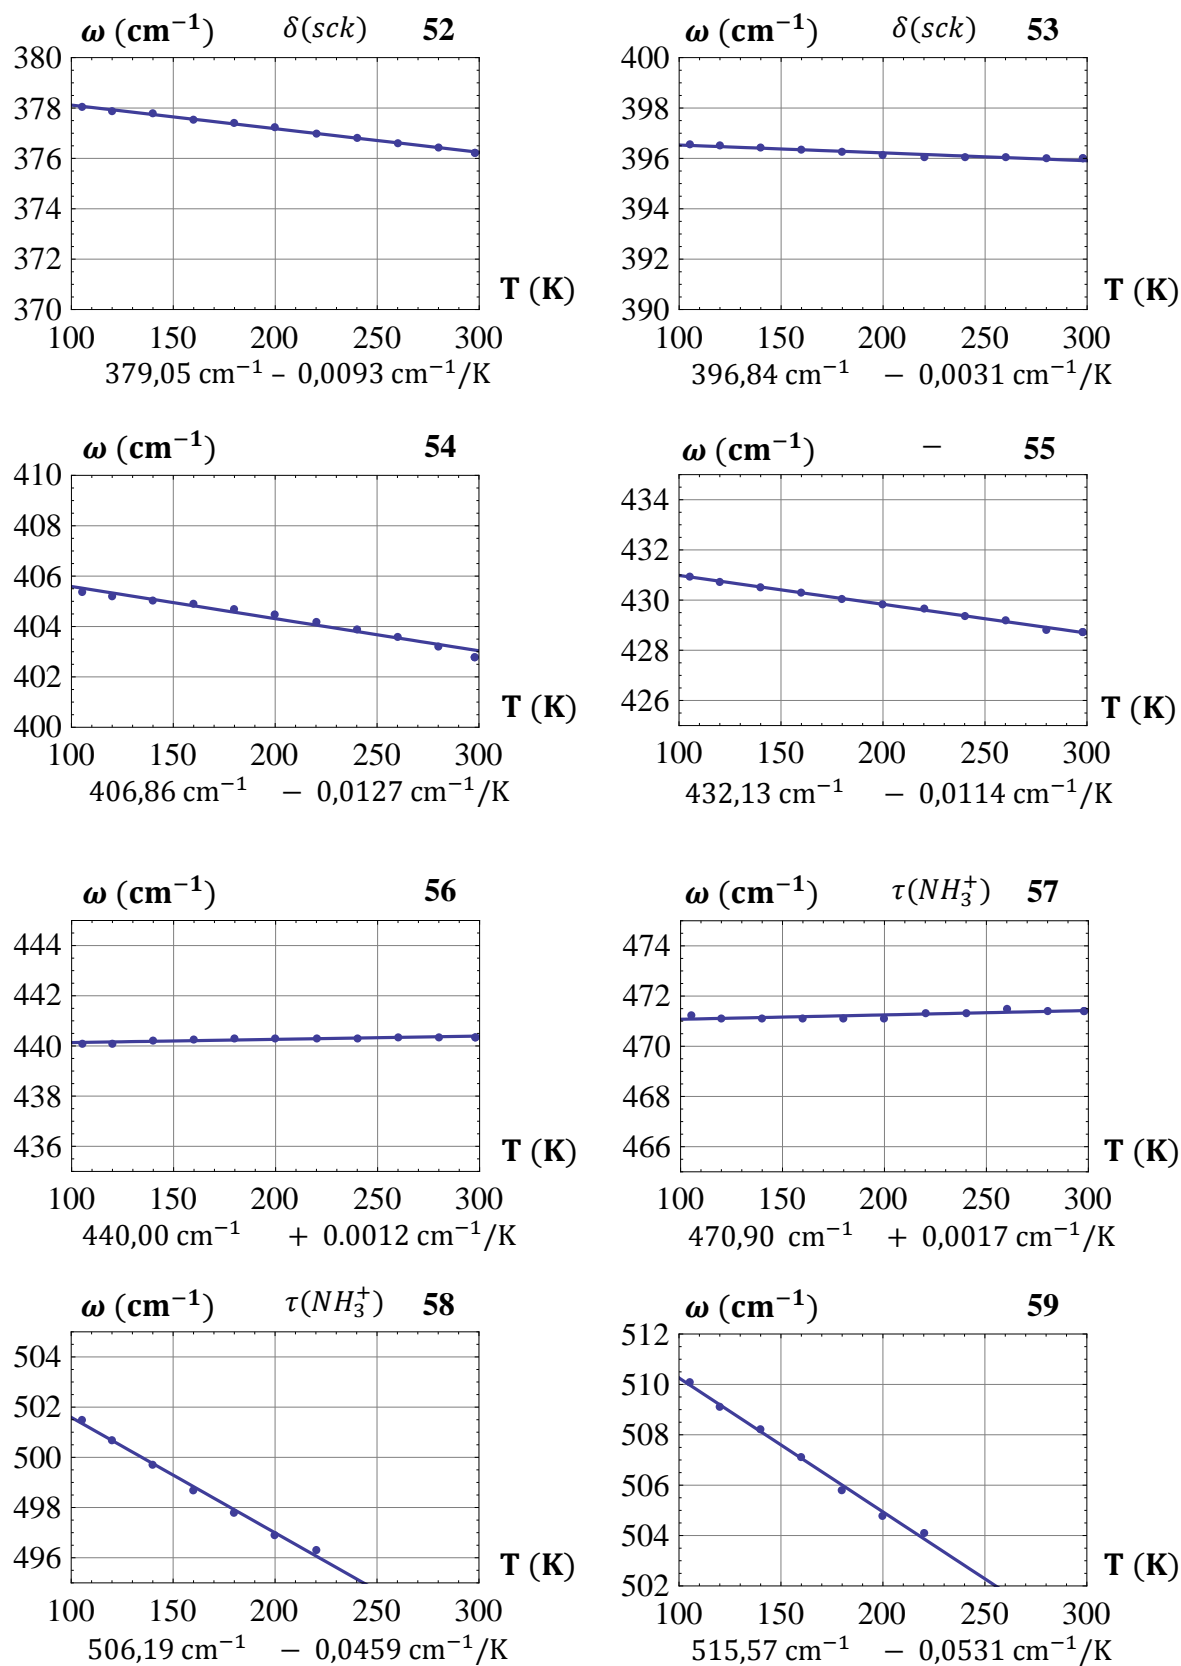 ω (cm⁻¹) δ(sck) 52
380
378
376
374
372
370
T (K)
100 150 200 250 300
379,05 cm⁻¹ − 0,0093 cm⁻¹/K
ω (cm⁻¹) δ(sck) 53
400
398
396
394
392
390
T (K)
100 150 200 250 300
396,84 cm⁻¹ − 0,0031 cm⁻¹/K
ω (cm⁻¹) 54
410
408
406
404
402
400
T (K)
100 150 200 250 300
406,86 cm⁻¹ − 0,0127 cm⁻¹/K
ω (cm⁻¹) − 55
434
432
430
428
426
T (K)
100 150 200 250 300
432,13 cm⁻¹ − 0,0114 cm⁻¹/K
ω (cm⁻¹) 56
444
442
440
438
436
T (K)
100 150 200 250 300
440,00 cm⁻¹ + 0.0012 cm⁻¹/K
ω (cm⁻¹) τ(NH₃⁺) 57
474
472
470
468
466
T (K)
100 150 200 250 300
470,90 cm⁻¹ + 0,0017 cm⁻¹/K
ω (cm⁻¹) τ(NH₃⁺) 58
504
502
500
498
496
T (K)
100 150 200 250 300
506,19 cm⁻¹ − 0,0459 cm⁻¹/K
ω (cm⁻¹) 59
512
510
508
506
504
502
T (K)
100 150 200 250 300
515,57 cm⁻¹ − 0,0531 cm⁻¹/K